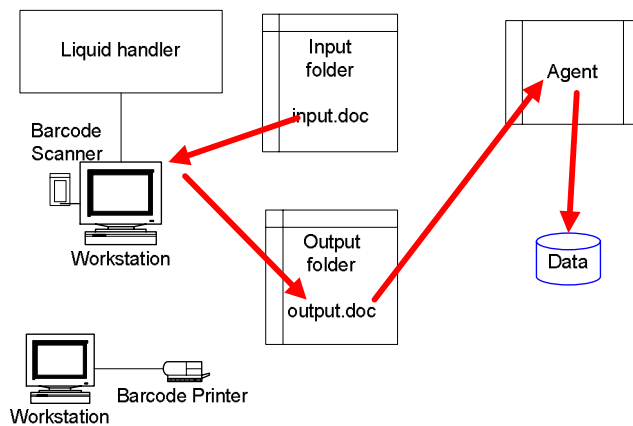 Liquid handler
Input
folder
input.doc
Agent
Barcode
Scanner
Workstation
Output
folder
output.doc
Data
Barcode Printer
Workstation